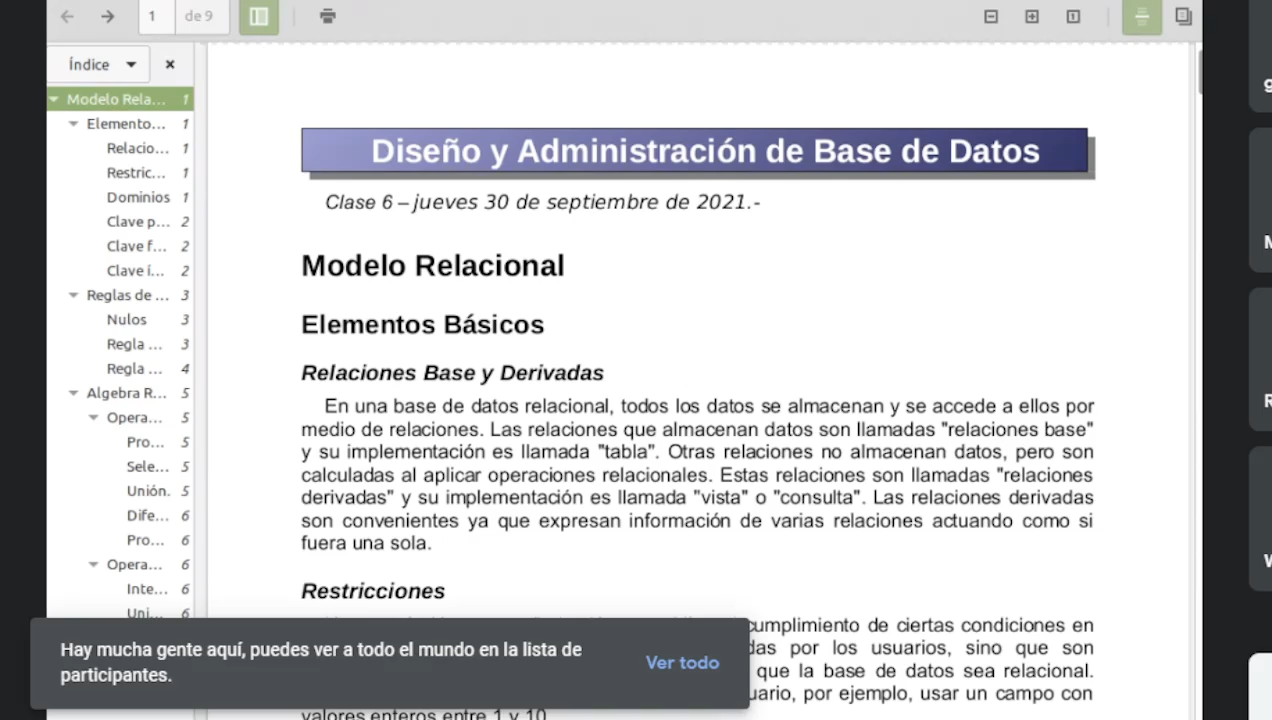 1 de 9
Índice
Modelo Rela... 1
Elemento... 1
Relacio... 1
Restric... 1
Dominios 1
Clave p... 2
Clave f... 2
Clave í... 2
Reglas de ... 3
Nulos 3
Regla ... 3
Regla ... 4
Algebra R... 5
Opera... 5
Pro... 5
Sele... 5
Unión. 5
Dife... 6
Pro... 6
Opera... 6
Inte... 6
Uni... 6
Diseño y Administración de Base de Datos
Clase 6 – jueves 30 de septiembre de 2021.-
Modelo Relacional
Elementos Básicos
Relaciones Base y Derivadas
En una base de datos relacional, todos los datos se almacenan y se accede a ellos por
medio de relaciones. Las relaciones que almacenan datos son llamadas "relaciones base"
y su implementación es llamada "tabla". Otras relaciones no almacenan datos, pero son
calculadas al aplicar operaciones relacionales. Estas relaciones son llamadas "relaciones
derivadas" y su implementación es llamada "vista" o "consulta". Las relaciones derivadas
son convenientes ya que expresan información de varias relaciones actuando como si
fuera una sola.
Restricciones
cumplimiento de ciertas condiciones en
por los usuarios, sino que son
que la base de datos sea relacional.
por ejemplo, usar un campo con
valores enteros entre 1 y 10
Hay mucha gente aquí, puedes ver a todo el mundo en la lista de
participantes.
Ver todo